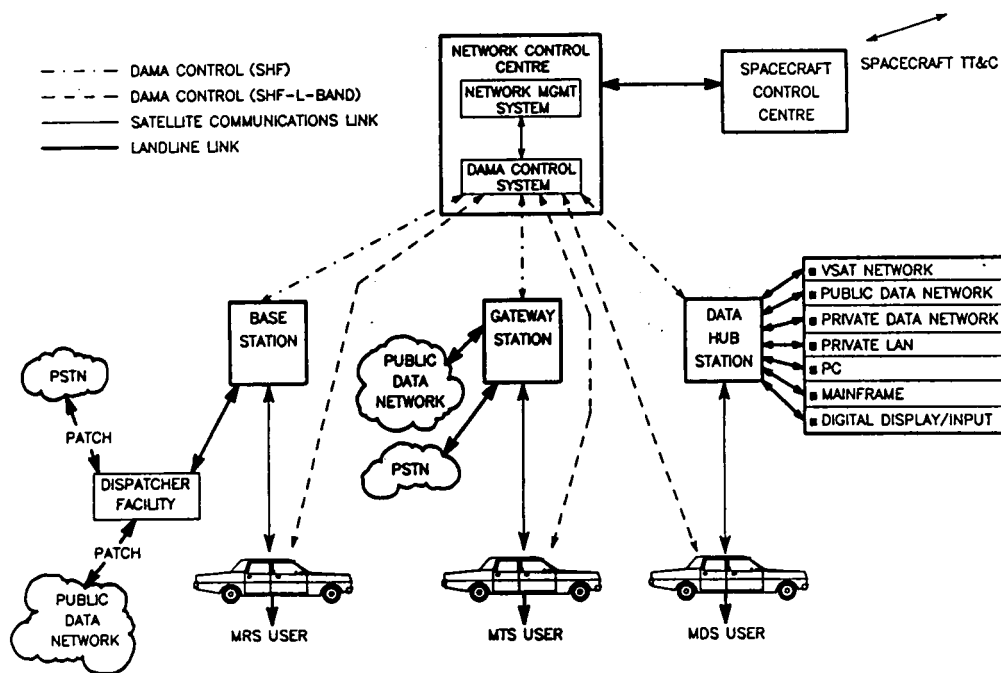 DAMA CONTROL (SHF)
DAMA CONTROL (SHF-L-BAND)
SATELLITE COMMUNICATIONS LINK
LANDLINE LINK
NETWORK CONTROL
CENTRE
NETWORK MGMT
SYSTEM
DAMA CONTROL
SYSTEM
SPACECRAFT
CONTROL
CENTRE
SPACECRAFT TT&C
BASE
STATION
GATEWAY
STATION
DATA
HUB
STATION
VSAT NETWORK
PUBLIC DATA NETWORK
PRIVATE DATA NETWORK
PRIVATE LAN
PC
MAINFRAME
DIGITAL DISPLAY/INPUT
PSTN
PATCH
DISPATCHER
FACILITY
PATCH
PUBLIC
DATA
NETWORK
PUBLIC
DATA
NETWORK
PSTN
MRS USER
MTS USER
MDS USER